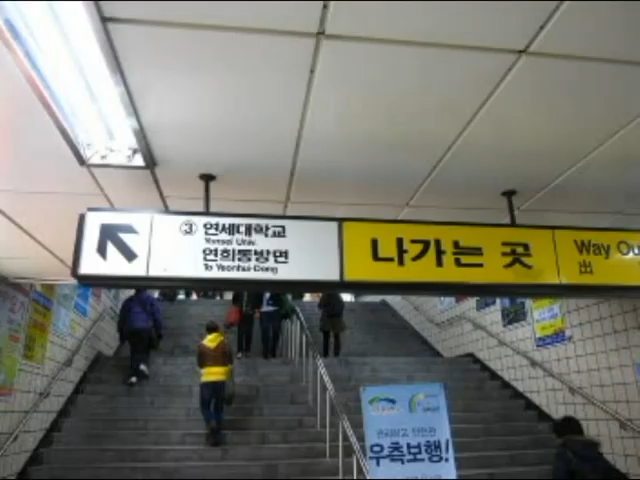 ③ 연세대학교
Yonsei Univ.
연희동방면
To Yeonhui-Dong
나가는 곳
Way Ou
出
우측보행!